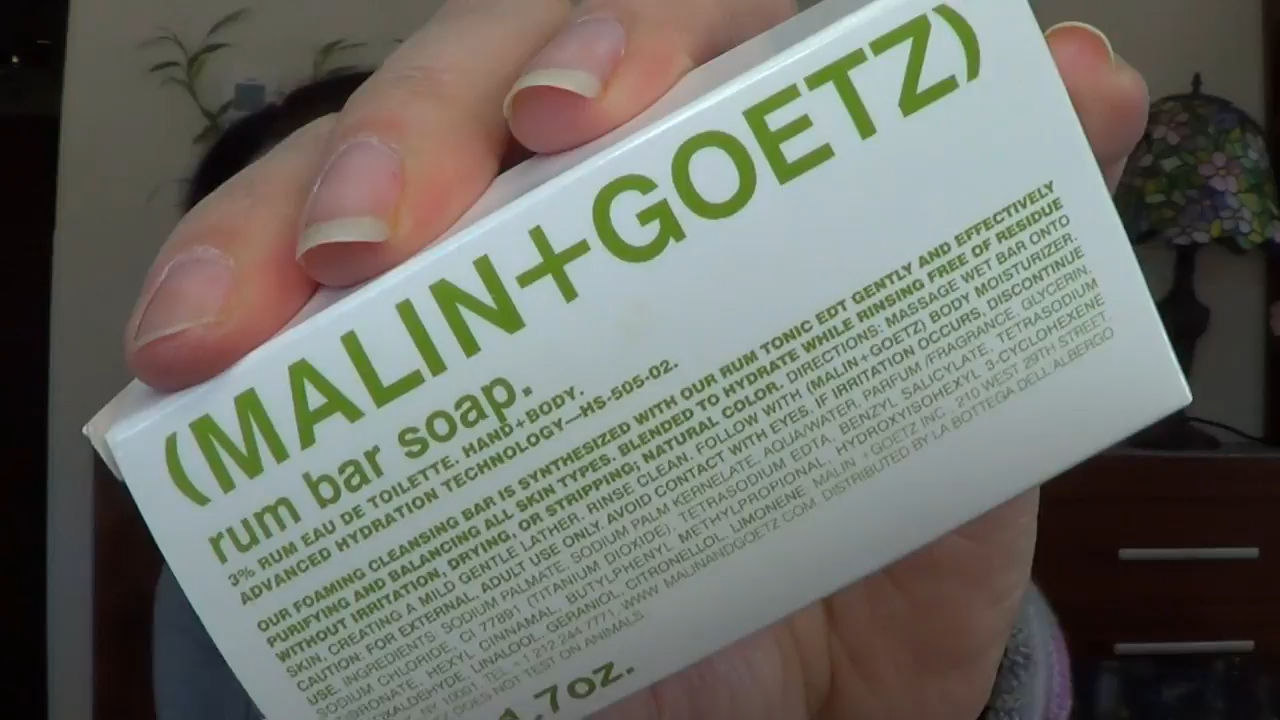 (MALIN+GOETZ)
rum bar soap.
3% RUM EAU DE TOILETTE. HAND+BODY.
ADVANCED HYDRATION TECHNOLOGY—HS-505-02.
OUR FOAMING CLEANSING BAR IS SYNTHESIZED WITH OUR RUM TONIC EDT GENTLY AND EFFECTIVELY
PURIFYING AND BALANCING ALL SKIN TYPES. BLENDED TO HYDRATE WHILE RINSING FREE OF RESIDUE
WITHOUT IRRITATION, DRYING, OR STRIPPING; NATURAL COLOR. DIRECTIONS: MASSAGE WET BAR ONTO
SKIN, CREATING A MILD GENTLE LATHER. RINSE CLEAN. FOLLOW WITH (MALIN+GOETZ) BODY MOISTURIZER.
CAUTION: FOR EXTERNAL, ADULT USE ONLY. AVOID CONTACT WITH EYES. IF IRRITATION OCCURS, DISCONTINUE
USE. INGREDIENTS: SODIUM PALMATE, SODIUM PALM KERNELATE, AQUA/WATER, PARFUM/FRAGRANCE, GLYCERIN,
SODIUM CHLORIDE, CI 77891 (TITANIUM DIOXIDE), TETRASODIUM EDTA, BENZYL SALICYLATE, TETRASODIUM
HEXYL CINNAMAL, BUTYLPHENYL METHYLPROPIONAL, HYDROXYISOHEXYL 3-CYCLOHEXENE
LINALOOL, GERANIOL, CITRONELLOL, LIMONENE. MALIN+GOETZ INC. 210 WEST 29TH STREET,
NY 10001. TEL +1 212 244 7771. WWW.MALINANDGOETZ.COM. DISTRIBUTED BY LA BOTTEGA DELL'ALBERGO
DOES NOT TEST ON ANIMALS
.7oz.